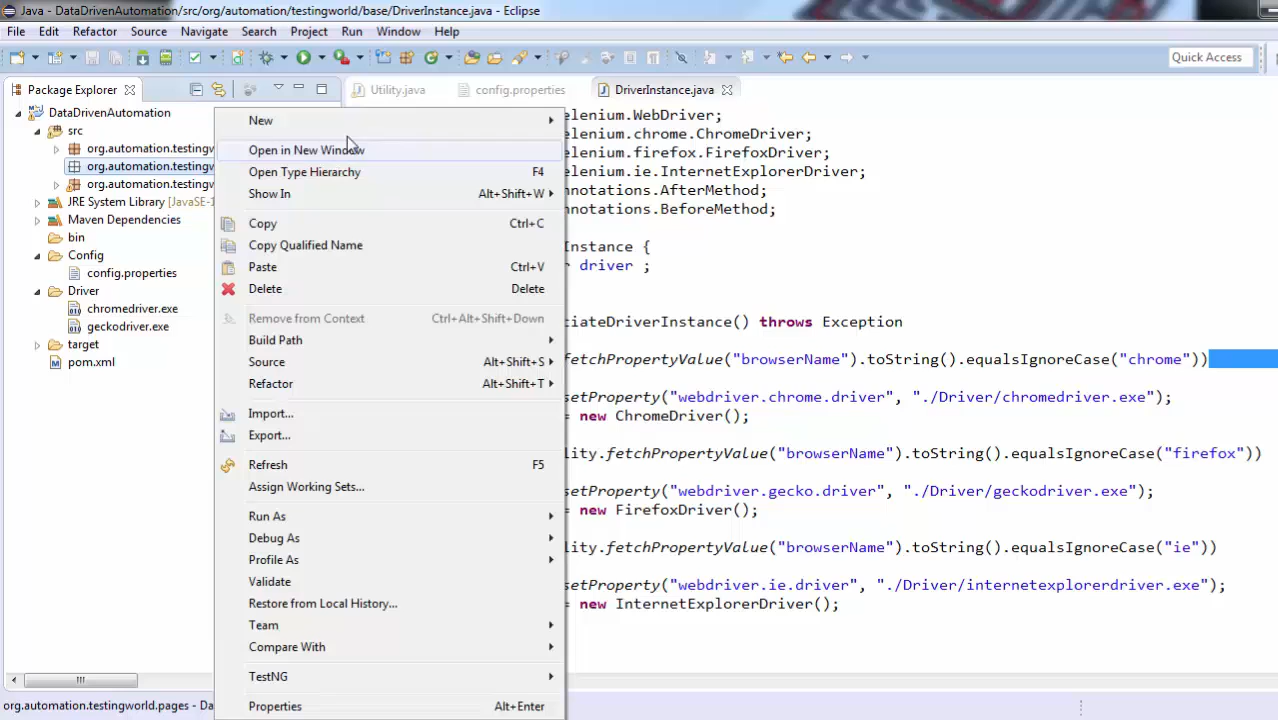 Java - DataDrivenAutomation/src/org/automation/testingworld/base/DriverInstance.java - Eclipse
File Edit Refactor Source Navigate Search Project Run Window Help
Quick Access
Package Explorer
Utility.java config.properties DriverInstance.java
DataDrivenAutomation
src
org.automation.testingw
org.automation.testingw
org.automation.testingw
JRE System Library [JavaSE-1
Maven Dependencies
bin
Config
config.properties
Driver
chromedriver.exe
geckodriver.exe
target
pom.xml
New
Open in New Window
Open Type Hierarchy F4
Show In Alt+Shift+W
Copy Ctrl+C
Copy Qualified Name
Paste Ctrl+V
Delete Delete
Remove from Context Ctrl+Alt+Shift+Down
Build Path
Source Alt+Shift+S
Refactor Alt+Shift+T
Import...
Export...
Refresh F5
Assign Working Sets...
Run As
Debug As
Profile As
Validate
Restore from Local History...
Team
Compare With
TestNG
Properties Alt+Enter
elenium.WebDriver;
elenium.chrome.ChromeDriver;
elenium.firefox.FirefoxDriver;
elenium.ie.InternetExplorerDriver;
nnotations.AfterMethod;
nnotations.BeforeMethod;
Instance {
r driver ;
tiateDriverInstance() throws Exception
fetchPropertyValue("browserName").toString().equalsIgnoreCase("chrome"))
setProperty("webdriver.chrome.driver", "./Driver/chromedriver.exe");
= new ChromeDriver();
lity.fetchPropertyValue("browserName").toString().equalsIgnoreCase("firefox"))
setProperty("webdriver.gecko.driver", "./Driver/geckodriver.exe");
= new FirefoxDriver();
lity.fetchPropertyValue("browserName").toString().equalsIgnoreCase("ie"))
setProperty("webdriver.ie.driver", "./Driver/internetexplorerdriver.exe");
= new InternetExplorerDriver();
org.automation.testingworld.pages - Da